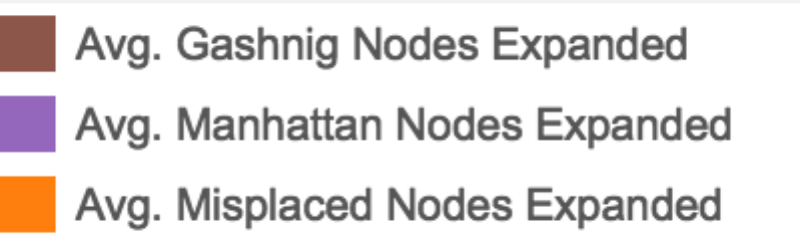 Avg. Gashnig Nodes Expanded
Avg. Manhattan Nodes Expanded
Avg. Misplaced Nodes Expanded